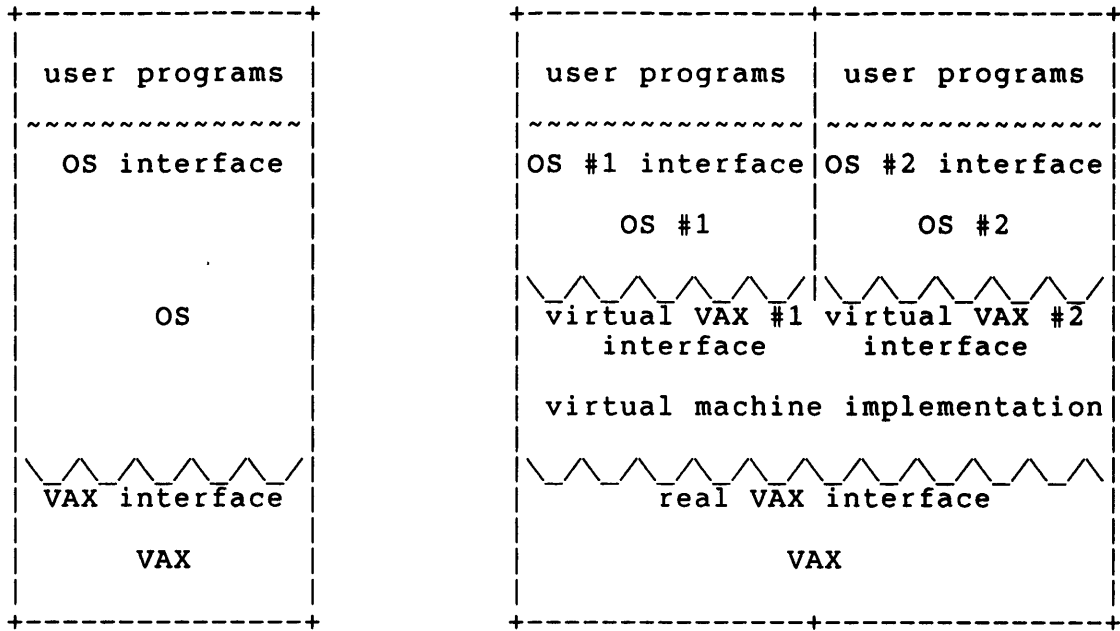 user programs
OS interface
OS
VAX interface
VAX
user programs
user programs
OS #1 interface
OS #2 interface
OS #1
OS #2
virtual VAX #1
interface
virtual VAX #2
interface
virtual machine implementation
real VAX interface
VAX